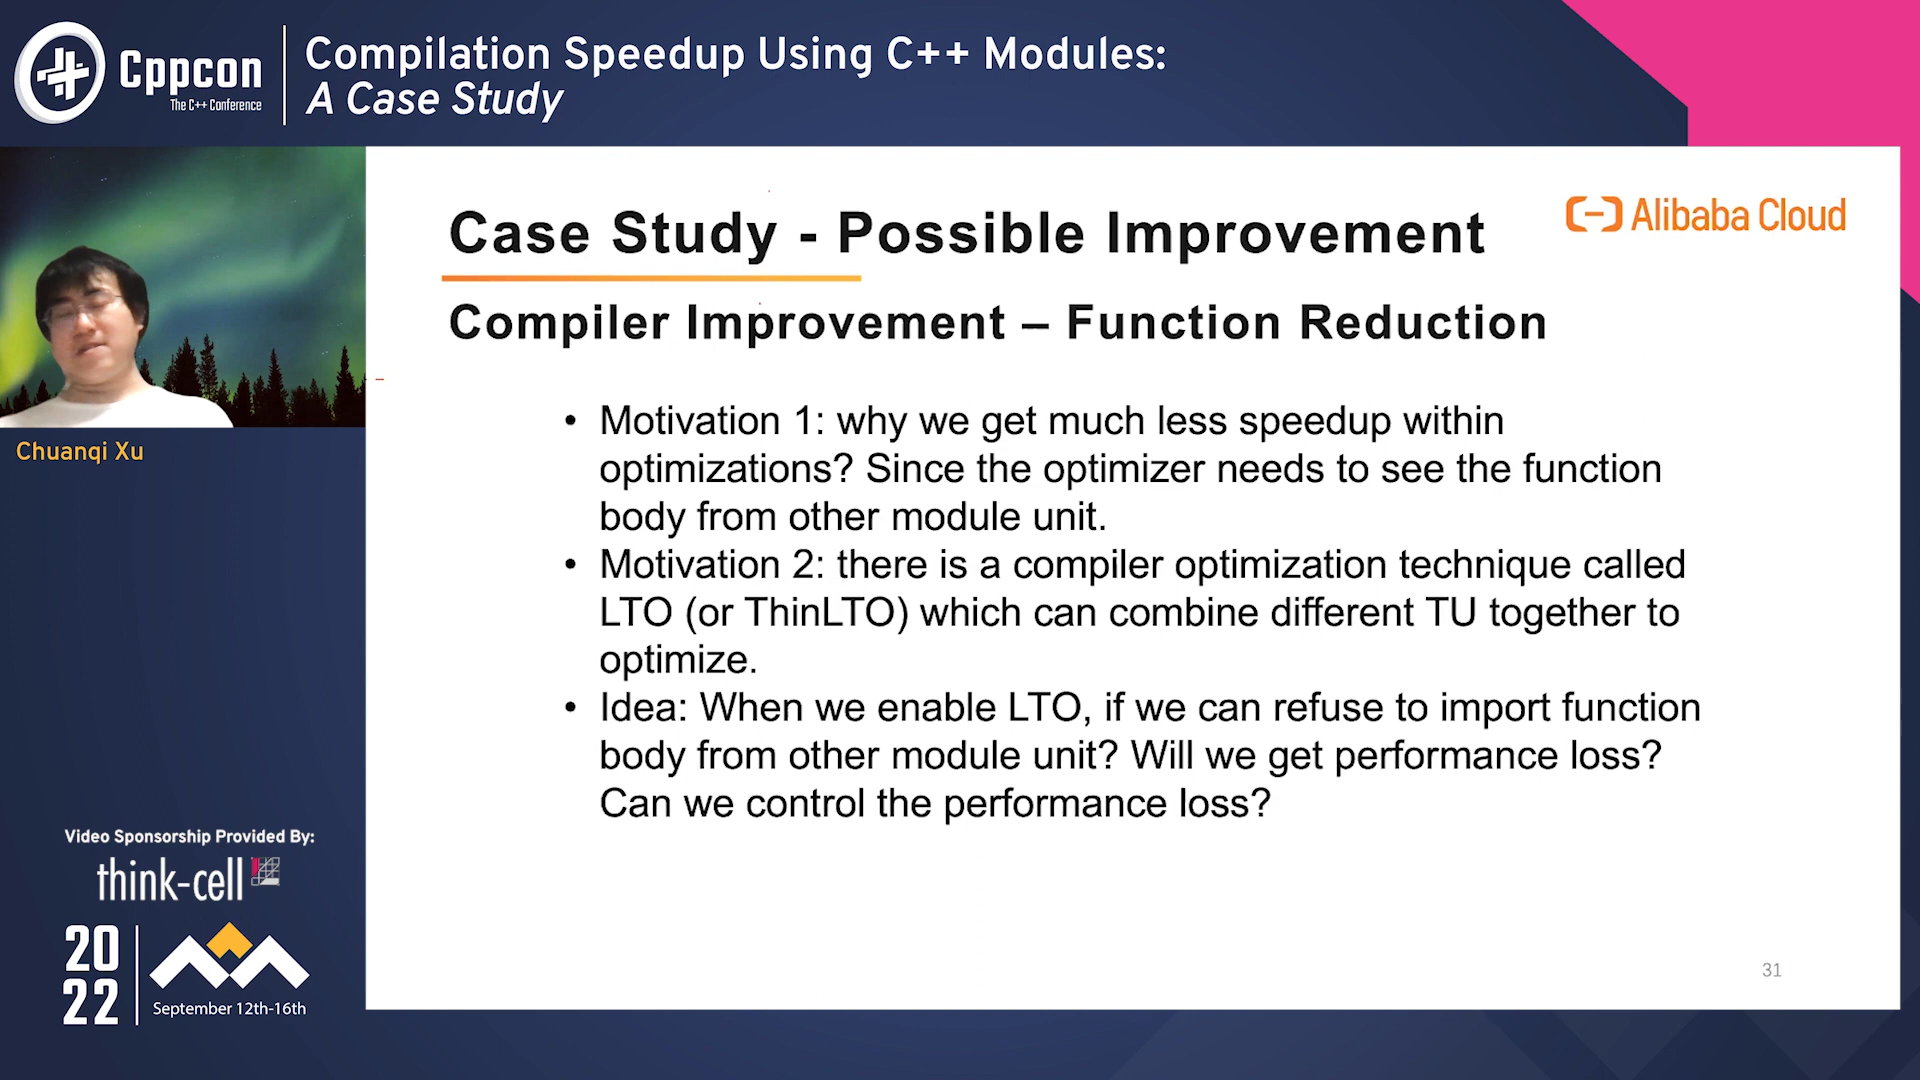 Cppcon
The C++ Conference
Compilation Speedup Using C++ Modules:
A Case Study
Chuanqi Xu
Video Sponsorship Provided By:
think-cell
20
22
September 12th-16th
Case Study - Possible Improvement
Alibaba Cloud
Compiler Improvement – Function Reduction
• Motivation 1: why we get much less speedup within
optimizations? Since the optimizer needs to see the function
body from other module unit.
• Motivation 2: there is a compiler optimization technique called
LTO (or ThinLTO) which can combine different TU together to
optimize.
• Idea: When we enable LTO, if we can refuse to import function
body from other module unit? Will we get performance loss?
Can we control the performance loss?
31